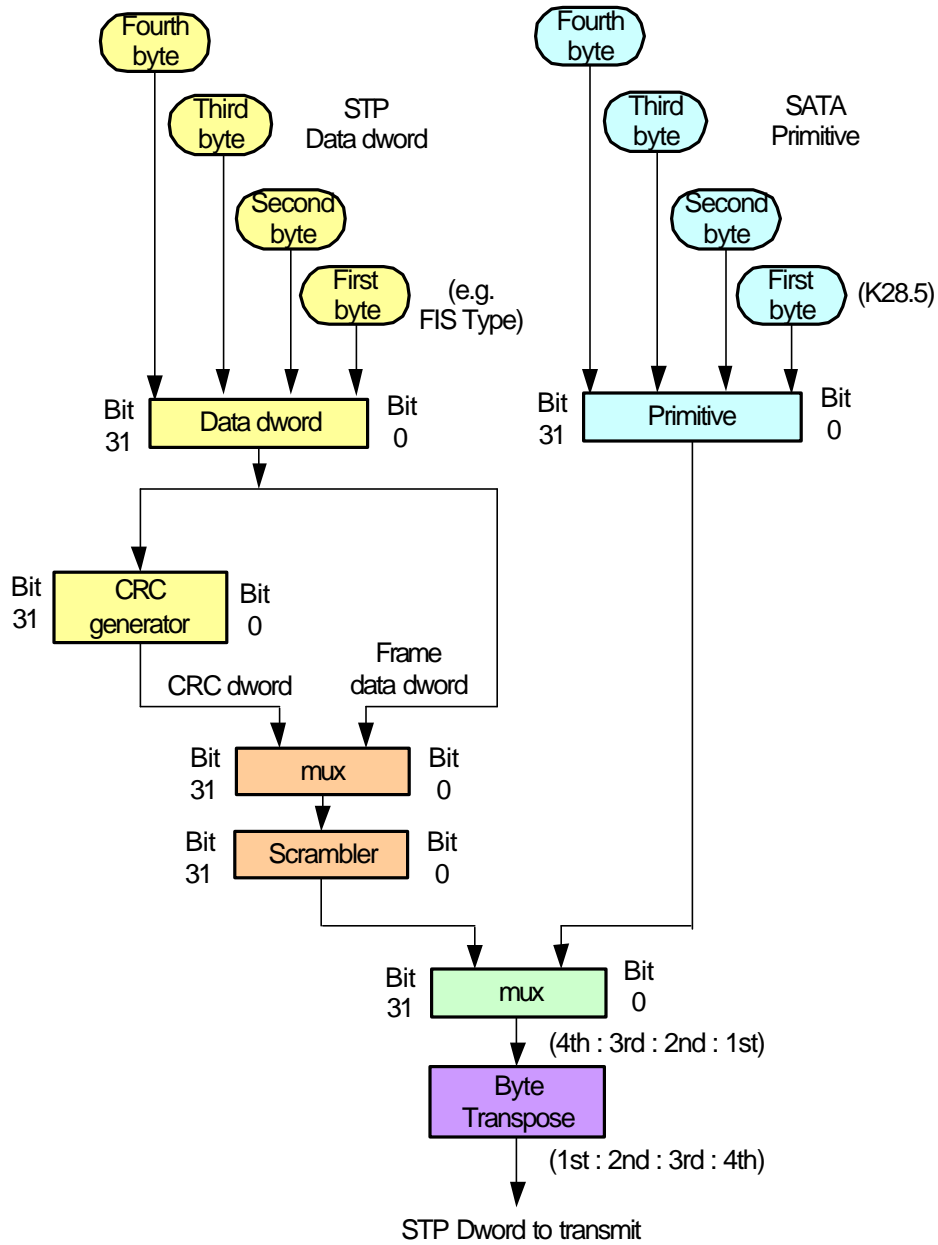 Fourth
byte
Fourth
byte
Third
byte
STP
Data dword
Third
byte
SATA
Primitive
Second
byte
Second
byte
First
byte
(e.g.
FIS Type)
First
byte
(K28.5)
Bit
31
Data dword
Bit
0
Bit
31
Primitive
Bit
0
Bit
31
CRC
generator
Bit
0
CRC dword
Frame
data dword
Bit
31
mux
Bit
0
Bit
31
Scrambler
Bit
0
Bit
31
mux
Bit
0
(4th : 3rd : 2nd : 1st)
Byte
Transpose
(1st : 2nd : 3rd : 4th)
STP Dword to transmit